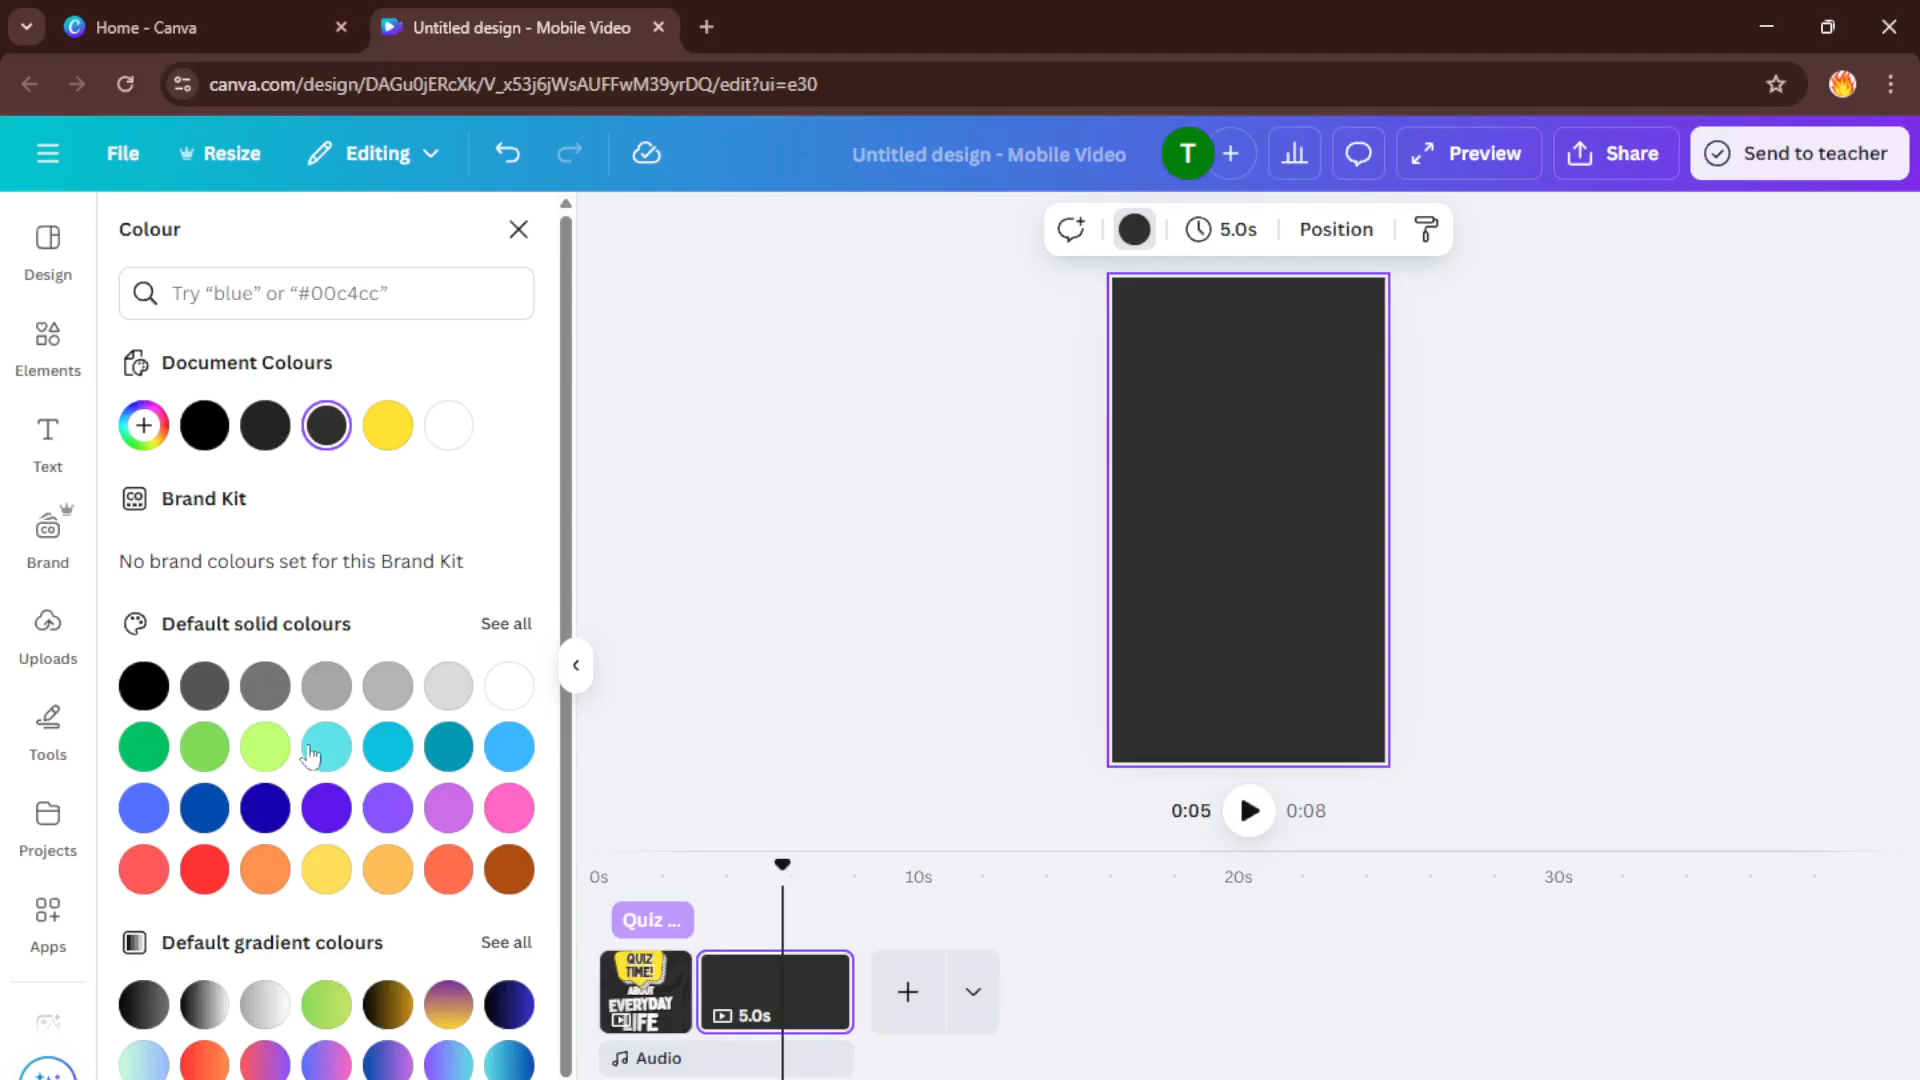 Home - Canva
Untitled design - Mobile Video
canva.com/design/DAGu0jERcXk/V_x53j6jWsAUFFwM39yrDQ/edit?ui=e30
File
Resize
Editing
Untitled design - Mobile Video
T
Preview
Share
Send to teacher
Design
Elements
Text
Brand
Uploads
Tools
Projects
Apps
Colour
Try “blue” or “#00c4cc”
Document Colours
Brand Kit
No brand colours set for this Brand Kit
Default solid colours
See all
Default gradient colours
See all
5.0s
Position
0:05
0:08
0s
10s
20s
30s
Quiz ...
QUIZ
TIME!
ABOUT
EVERYDAY
LIFE
5.0s
Audio